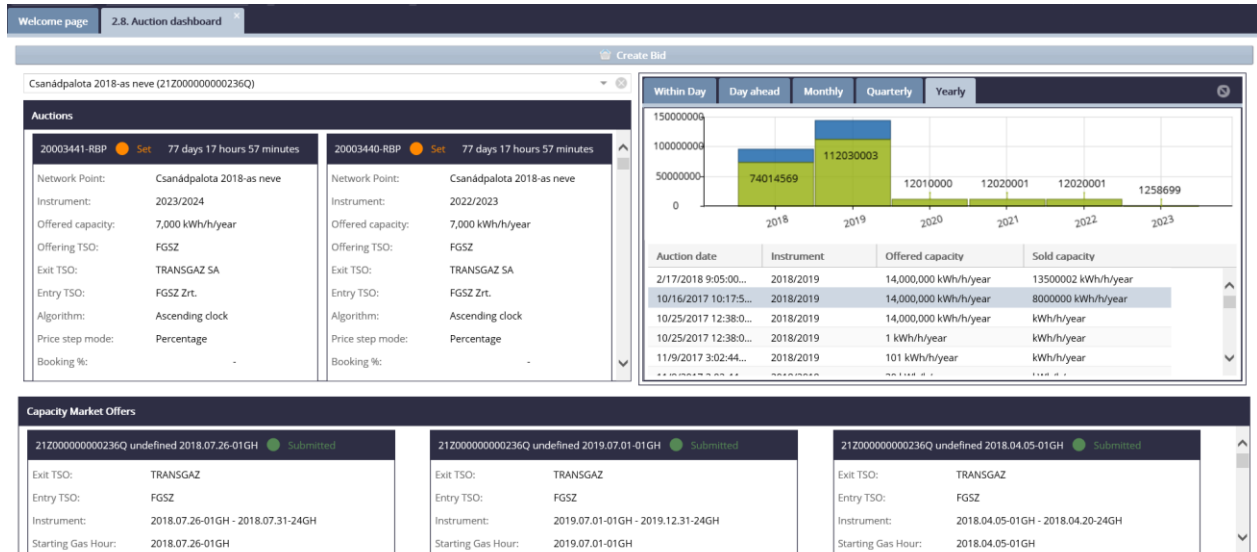 Welcome page 2.8. Auction dashboard
Create Bid
Csanádpalota 2018-as neve (21Z000000000236Q)
Auctions
20003441-RBP Set 77 days 17 hours 57 minutes
Network Point: Csanádpalota 2018-as neve
Instrument: 2023/2024
Offered capacity: 7,000 kWh/h/year
Offering TSO: FGSZ
Exit TSO: TRANSGAZ SA
Entry TSO: FGSZ Zrt.
Algorithm: Ascending clock
Price step mode: Percentage
Booking %: -
20003440-RBP Set 77 days 17 hours 57 minutes
Network Point: Csanádpalota 2018-as neve
Instrument: 2022/2023
Offered capacity: 7,000 kWh/h/year
Offering TSO: FGSZ
Exit TSO: TRANSGAZ SA
Entry TSO: FGSZ Zrt.
Algorithm: Ascending clock
Price step mode: Percentage
Booking %: -
Within Day Day ahead Monthly Quarterly Yearly
150000000
100000000
50000000
0
74014569
112030003
12010000
12020001
12020001
1258699
2018 2019 2020 2021 2022 2023
Auction date Instrument Offered capacity Sold capacity
2/17/2018 9:05:00... 2018/2019 14,000,000 kWh/h/year 13500002 kWh/h/year
10/16/2017 10:17:5... 2018/2019 14,000,000 kWh/h/year 8000000 kWh/h/year
10/25/2017 12:38:0... 2018/2019 14,000,000 kWh/h/year kWh/h/year
10/25/2017 12:38:0... 2018/2019 1 kWh/h/year kWh/h/year
11/9/2017 3:02:44... 2018/2019 101 kWh/h/year kWh/h/year
Capacity Market Offers
21Z000000000236Q undefined 2018.07.26-01GH Submitted
Exit TSO: TRANSGAZ
Entry TSO: FGSZ
Instrument: 2018.07.26-01GH - 2018.07.31-24GH
Starting Gas Hour: 2018.07.26-01GH
21Z000000000236Q undefined 2019.07.01-01GH Submitted
Exit TSO: TRANSGAZ
Entry TSO: FGSZ
Instrument: 2019.07.01-01GH - 2019.12.31-24GH
Starting Gas Hour: 2019.07.01-01GH
21Z000000000236Q undefined 2018.04.05-01GH Submitted
Exit TSO: TRANSGAZ
Entry TSO: FGSZ
Instrument: 2018.04.05-01GH - 2018.04.20-24GH
Starting Gas Hour: 2018.04.05-01GH